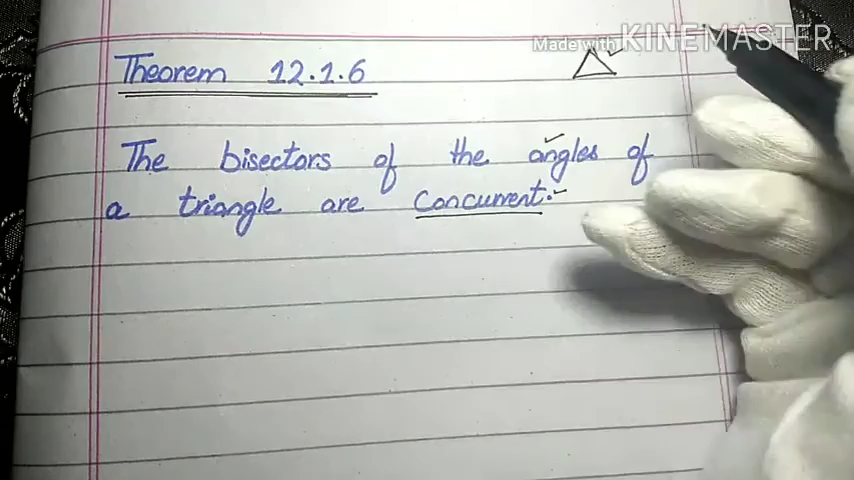 Made with KINEMASTER
Theorem 12.1.6
The bisectors of the angles of
a triangle are concurrent.